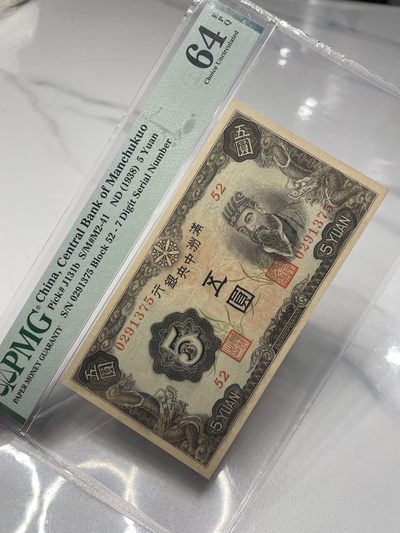 PMG
PAPER MONEY GUARANTY
China, Central Bank of Manchukuo
Pick# J131b S/M#M2-41 ND (1938) 5 Yuan
S/N 0291375 Block 52 - 7 Digit Serial Number
64 EPQ
Choice Uncirculated
五圓
52
0291375
5 YUAN
滿洲中央銀行
五圓
0291375
5
52
五圓
5 YUAN